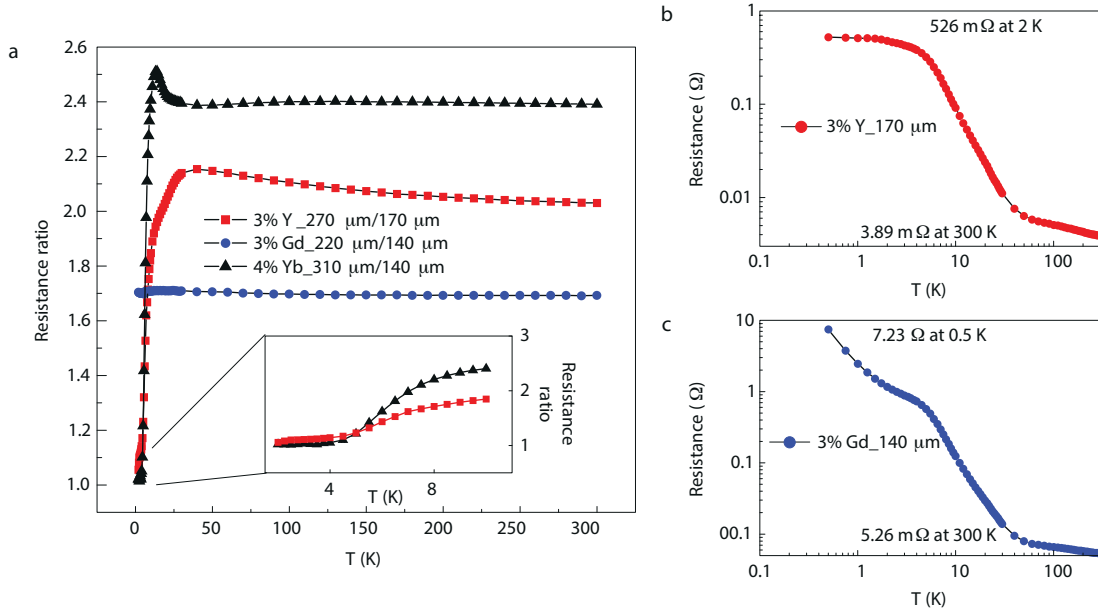 a
2.6
2.4
2.2
2.0
1.8
1.6
1.4
1.2
1.0
Resistance ratio
0
50
100
150
200
250
300
T (K)
3% Y _270 μm/170 μm
3% Gd_220 μm/140 μm
4% Yb_310 μm/140 μm
3
2
1
Resistance
ratio
4
8
T (K)
b
1
0.1
0.01
Resistance ( Ω)
526 m Ω at 2 K
3% Y_170 μm
3.89 m Ω at 300 K
0.1
1
10
100
T (K)
c
10
1
0.1
00.1
Resistance ( Ω)
7.23 Ω at 0.5 K
3% Gd_140 μm
5.26 m Ω at 300 K
0.1
1
10
100
T (K)